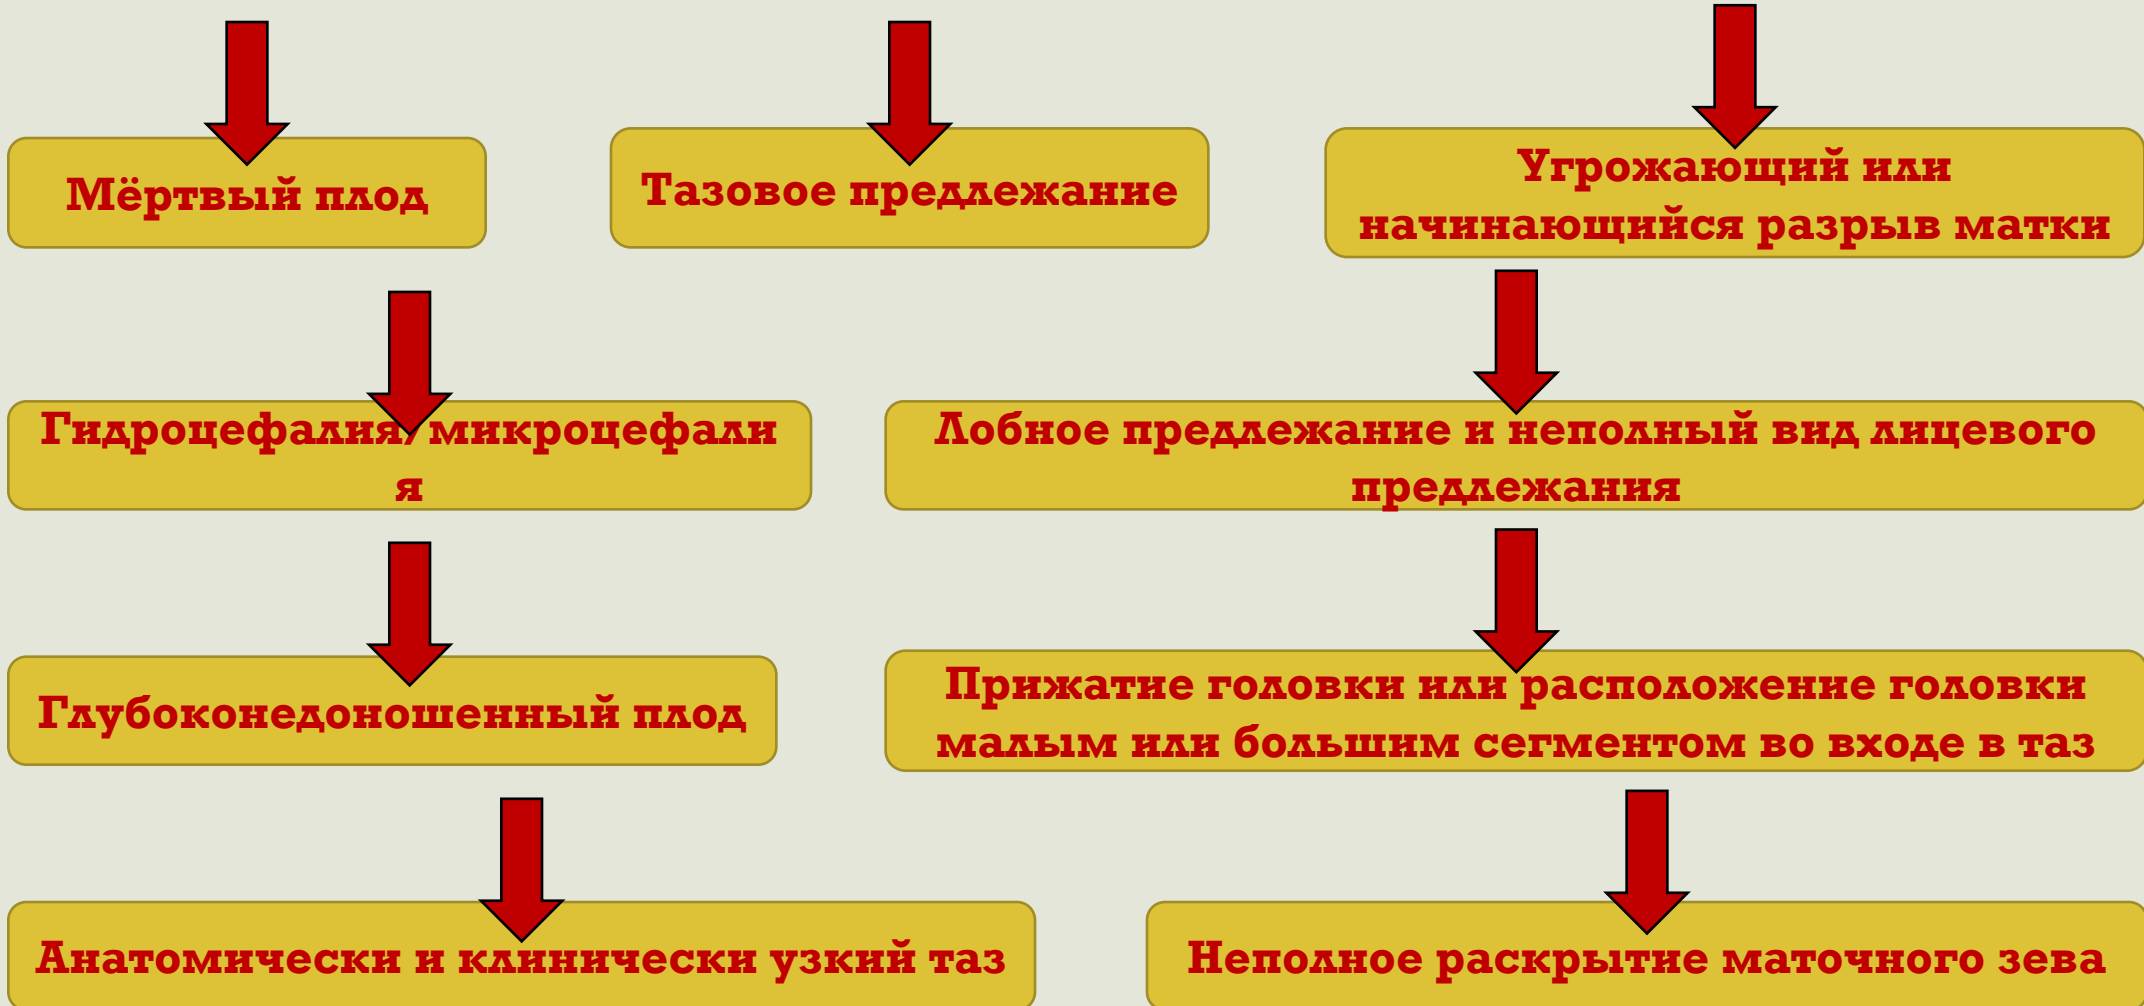 Мёртвый плод
Тазовое предлежание
Угрожающий или
начинающийся разрыв матки
Гидроцефалия/микроцефали
я
Лобное предлежание и неполный вид лицевого
предлежания
Глубоконедоношенный плод
Прижатие головки или расположение головки
малым или большим сегментом во входе в таз
Анатомически и клинически узкий таз
Неполное раскрытие маточного зева